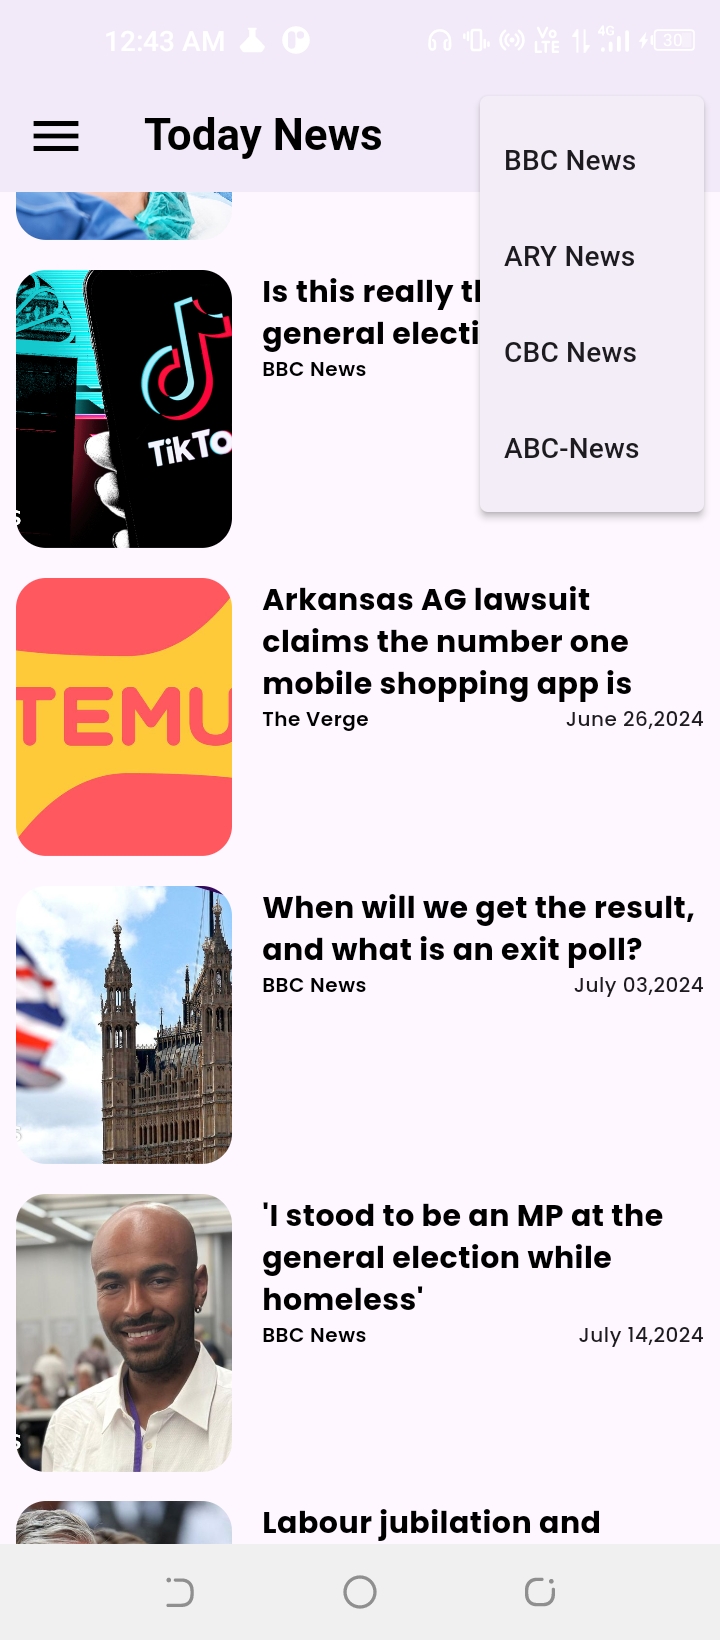 12:43 AM
Vo
LTE
4G
30
Today News
BBC News
ARY News
CBC News
ABC-News
Is this really
general
BBC News
TikTo
Arkansas AG lawsuit
claims the number one
mobile shopping app is
The Verge
June 26,2024
TEMU
When will we get the result,
and what is an exit poll?
BBC News
July 03,2024
'I stood to be an MP at the
general election while
homeless'
BBC News
July 14,2024
Labour jubilation and